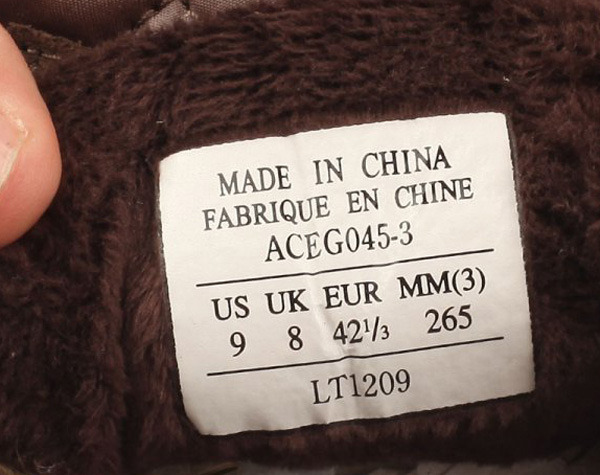 MADE IN CHINA
FABRIQUE EN CHINE
ACEG045-3
US UK EUR MM(3)
9 8 42¹/₃ 265
LT1209